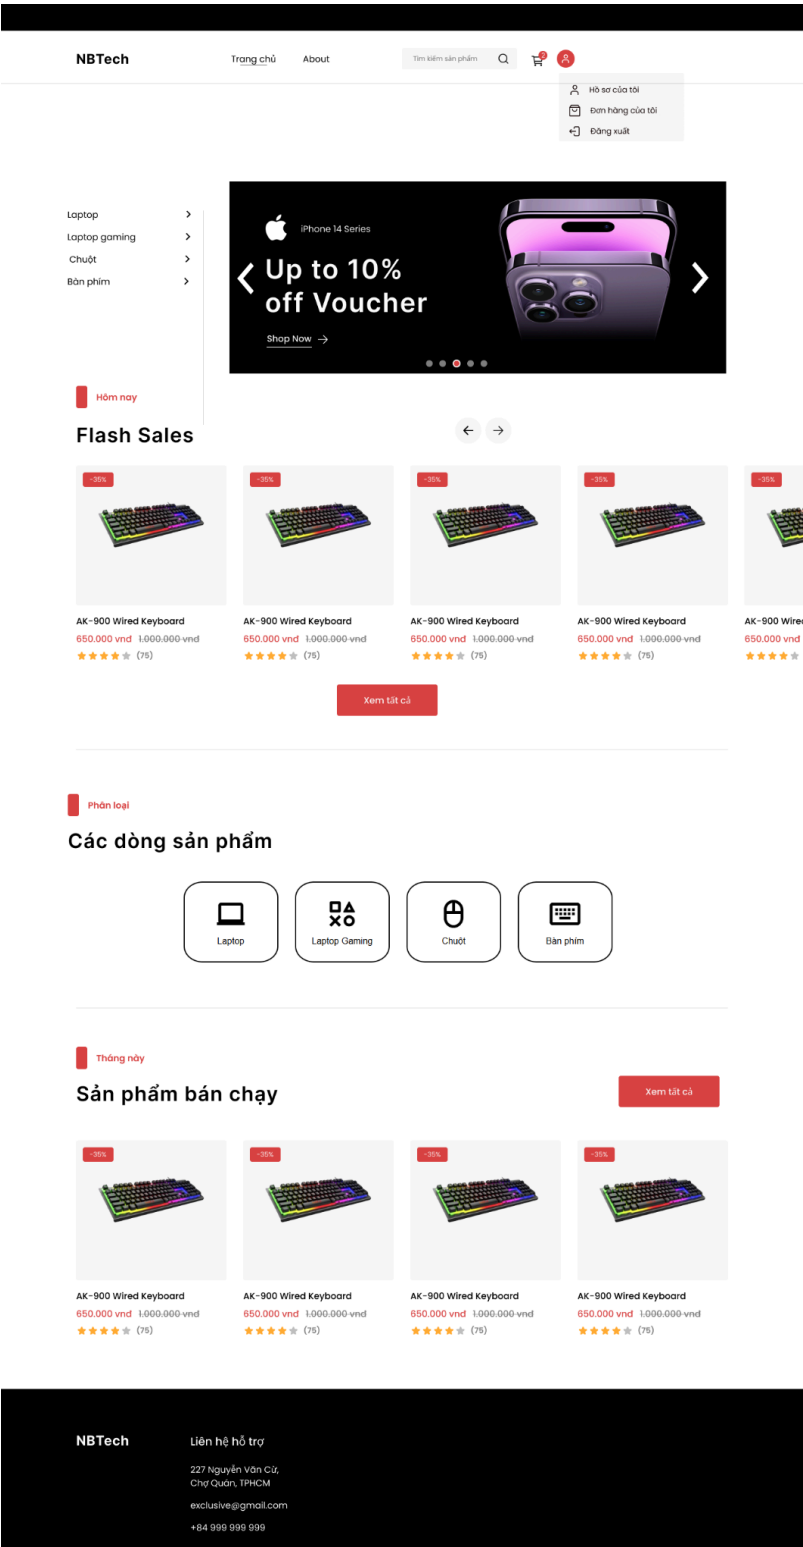 NBTech
Trang chủ
About
Tìm kiếm sản phẩm
2
Hồ sơ của tôi
Đơn hàng của tôi
Đăng xuất
Laptop
Laptop gaming
Chuột
Bàn phím
iPhone 14 Series
Up to 10%
off Voucher
Shop Now
Hôm nay
Flash Sales
-35%
-35%
-35%
-35%
-35%
AK-900 Wired Keyboard
AK-900 Wired Keyboard
AK-900 Wired Keyboard
AK-900 Wired Keyboard
AK-900 Wire
650.000 vnd 1.000.000 vnd
650.000 vnd 1.000.000 vnd
650.000 vnd 1.000.000 vnd
650.000 vnd 1.000.000 vnd
650.000 vnd
(75)
(75)
(75)
(75)
Xem tất cả
Phân loại
Các dòng sản phẩm
Laptop
Laptop Gaming
Chuột
Bàn phím
Tháng này
Sản phẩm bán chạy
Xem tất cả
-35%
-35%
-35%
-35%
AK-900 Wired Keyboard
AK-900 Wired Keyboard
AK-900 Wired Keyboard
AK-900 Wired Keyboard
650.000 vnd 1.000.000 vnd
650.000 vnd 1.000.000 vnd
650.000 vnd 1.000.000 vnd
650.000 vnd 1.000.000 vnd
(75)
(75)
(75)
(75)
NBTech
Liên hệ hỗ trợ
227 Nguyễn Văn Cừ,
Chợ Quán, TPHCM
exclusive@gmail.com
+84 999 999 999